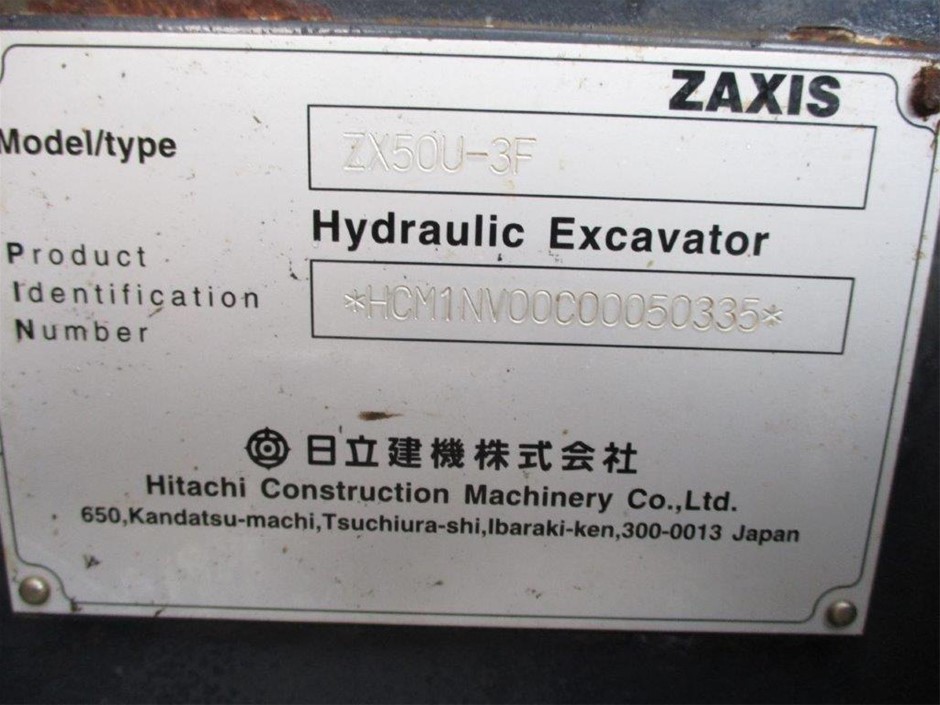 ZAXIS
Model/type
ZX50U-3F
Hydraulic Excavator
Product
Identification
Number
*HCM1NV00C00050335*
日立建機株式会社
Hitachi Construction Machinery Co.,Ltd.
650,Kandatsu-machi,Tsuchiura-shi,Ibaraki-ken,300-0013 Japan